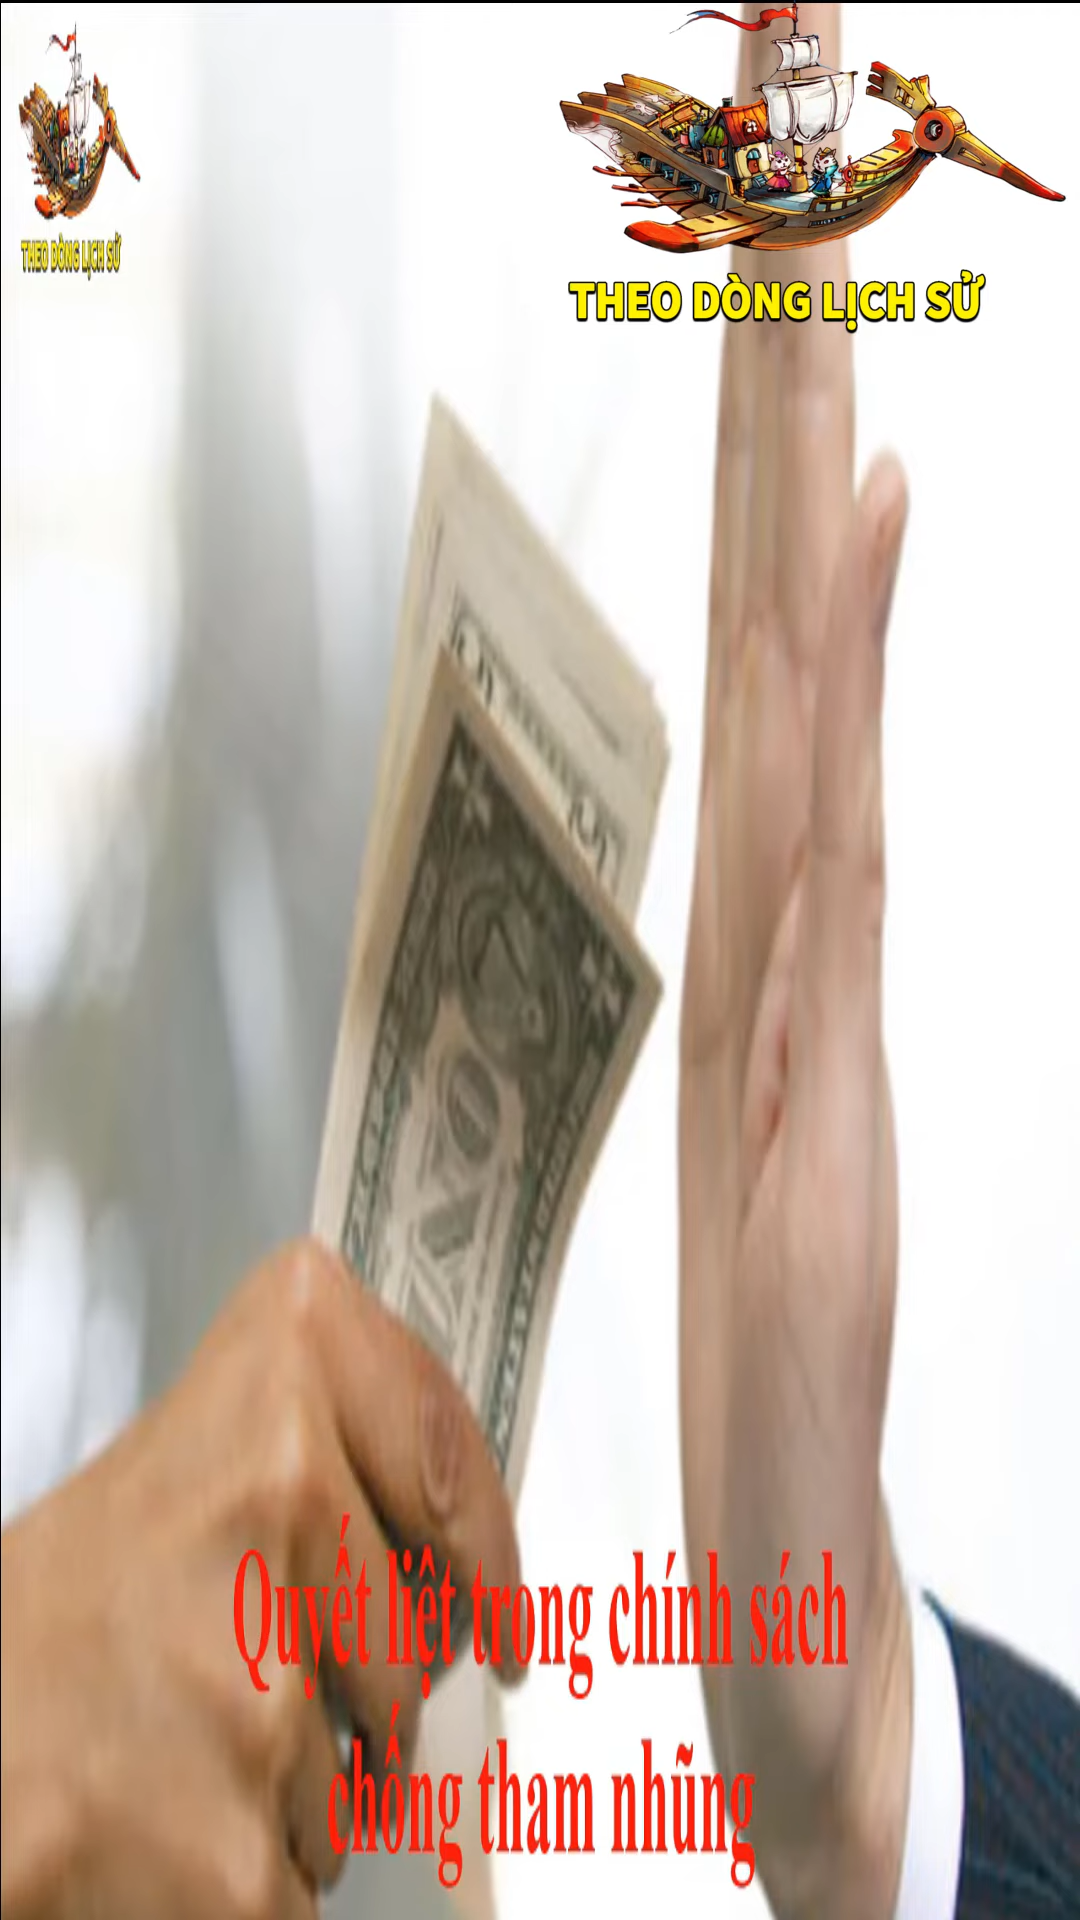 THEO DÒNG LỊCH SỬ
THEO DÒNG LỊCH SỬ
Quyết liệt trong chính sách
chống tham nhũng